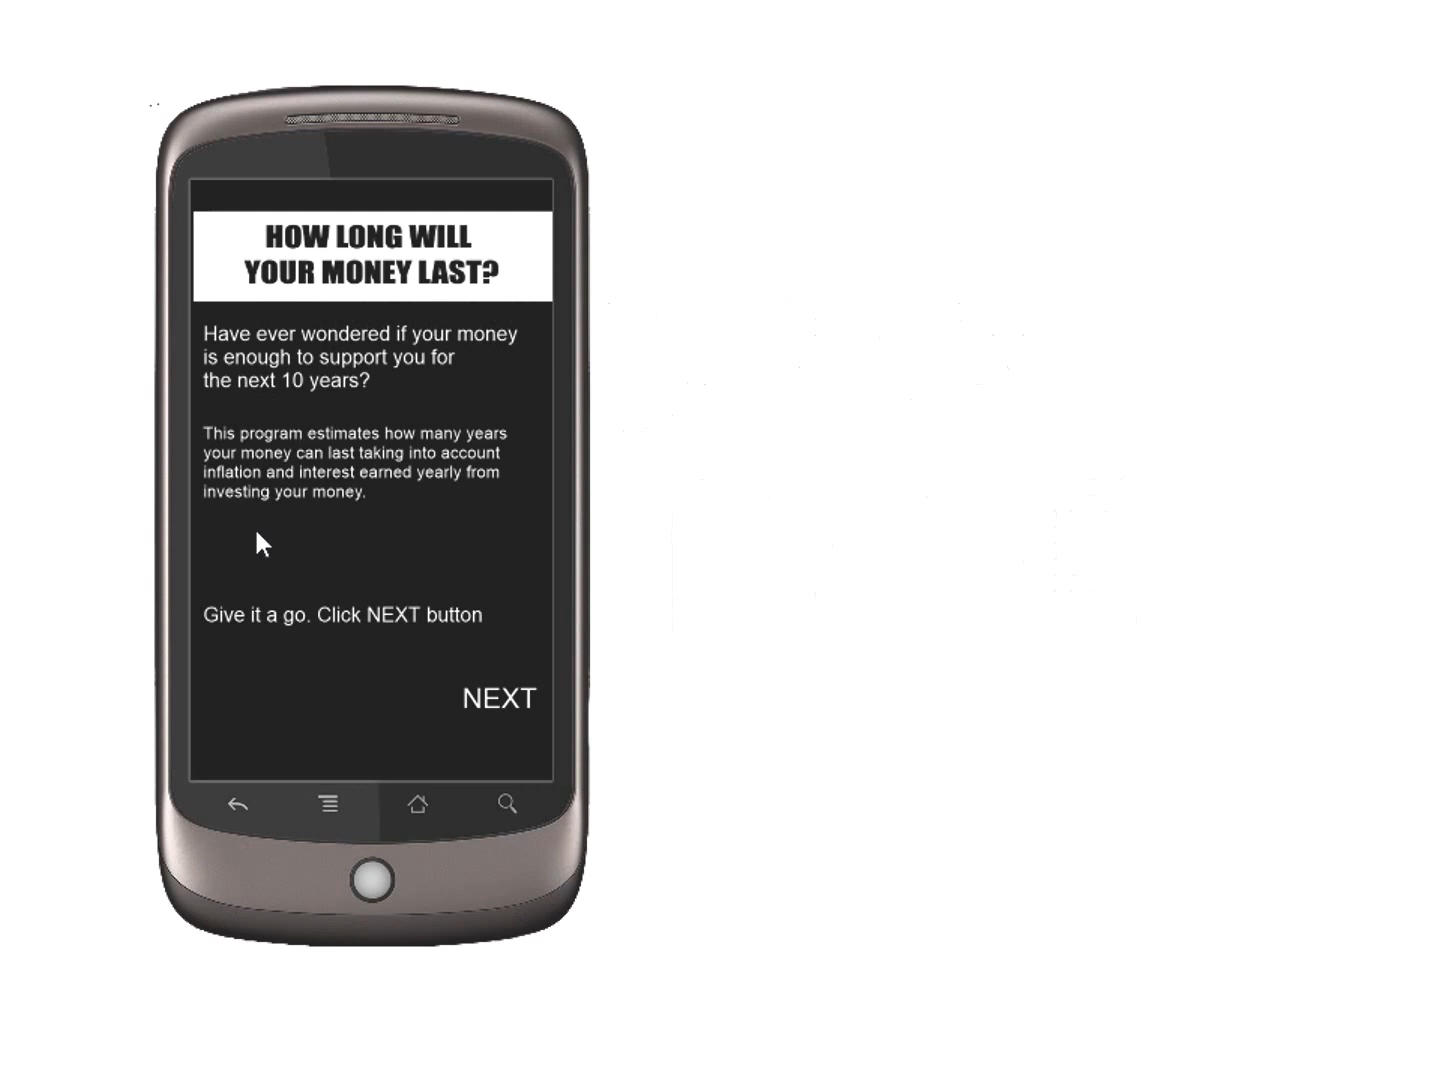 HOW LONG WILL
YOUR MONEY LAST?
Have ever wondered if your money
is enough to support you for
the next 10 years?
This program estimates how many years
your money can last taking into account
inflation and interest earned yearly from
investing your money.
Give it a go. Click NEXT button
NEXT